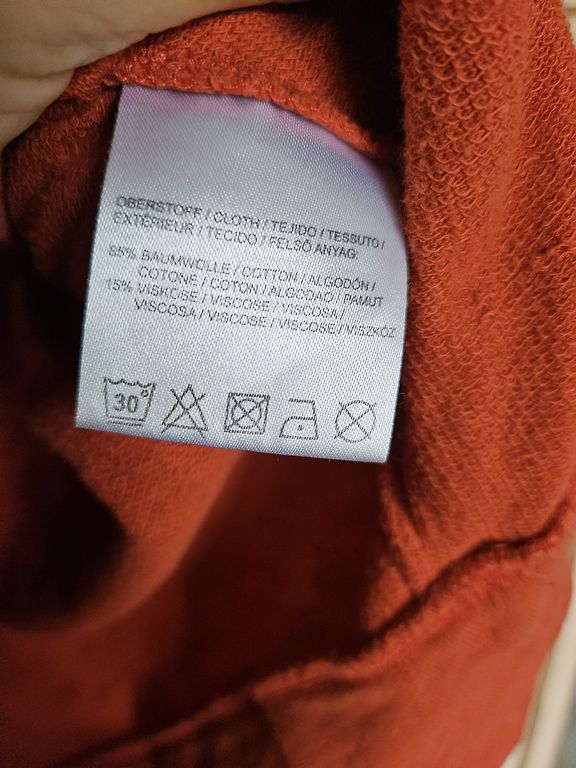 OBERSTOFF / CLOTH / TEJIDO / TESSUTO /
EXTÉRIEUR / TECIDO / FELSŐ ANYAG:
85% BAUMWOLLE / COTTON / ALGODÓN /
COTONE / COTON / ALGODÃO / PAMUT
15% VISKOSE / VISCOSE / VISCOSA /
VISCOSA / VISCOSE / VISCOSE / VISZKÓZ
30°